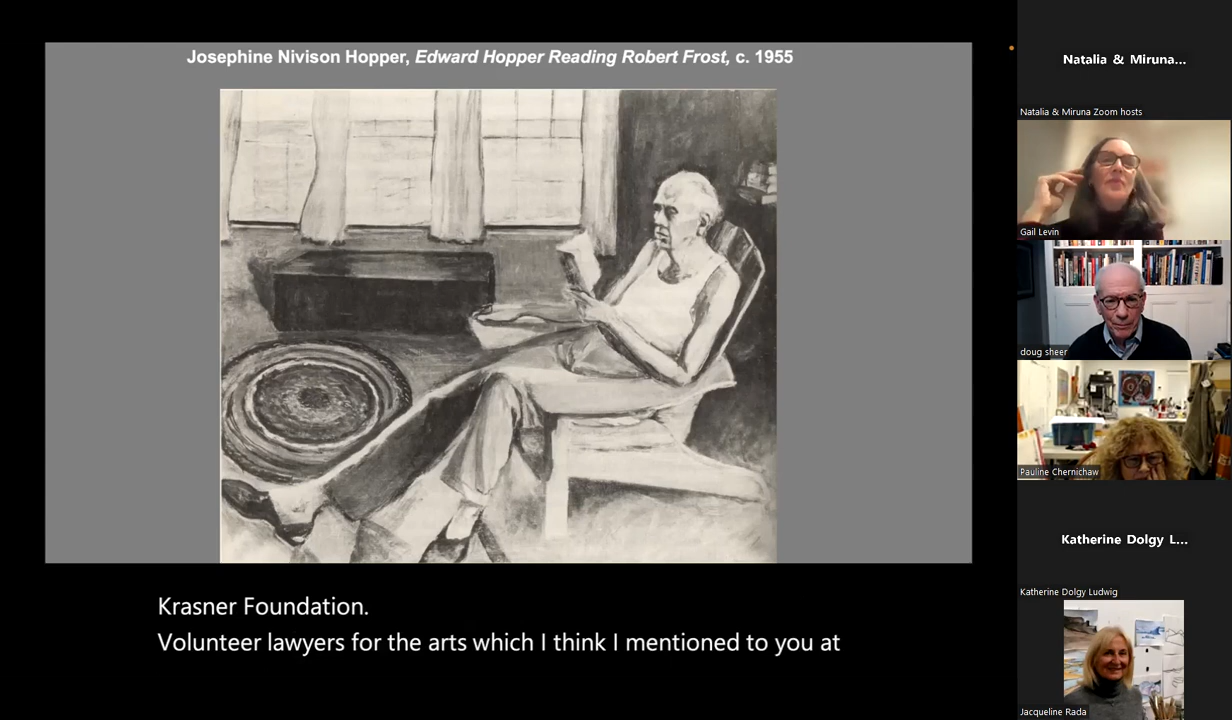 Josephine Nivison Hopper, Edward Hopper Reading Robert Frost, c. 1955
Krasner Foundation.
Volunteer lawyers for the arts which I think I mentioned to you at
Natalia & Miruna...
Natalia & Miruna Zoom hosts
Gail Levin
doug sheer
Pauline Chernichaw
Katherine Dolgy L...
Katherine Dolgy Ludwig
Jacqueline Rada